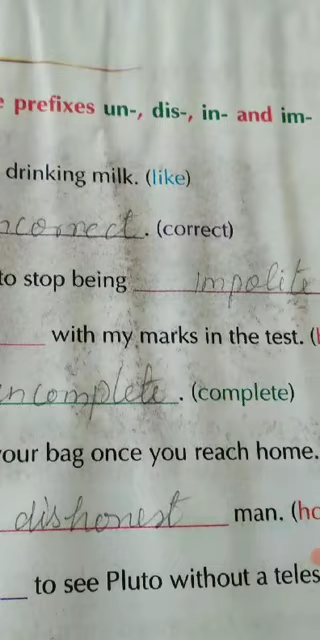 prefixes un-, dis-, in- and im-
drinking milk. (like)
ncorrect. (correct)
to stop being impolite
with my marks in the test. (
incomplete. (complete)
our bag once you reach home.
dishonest man. (ho
to see Pluto without a teles